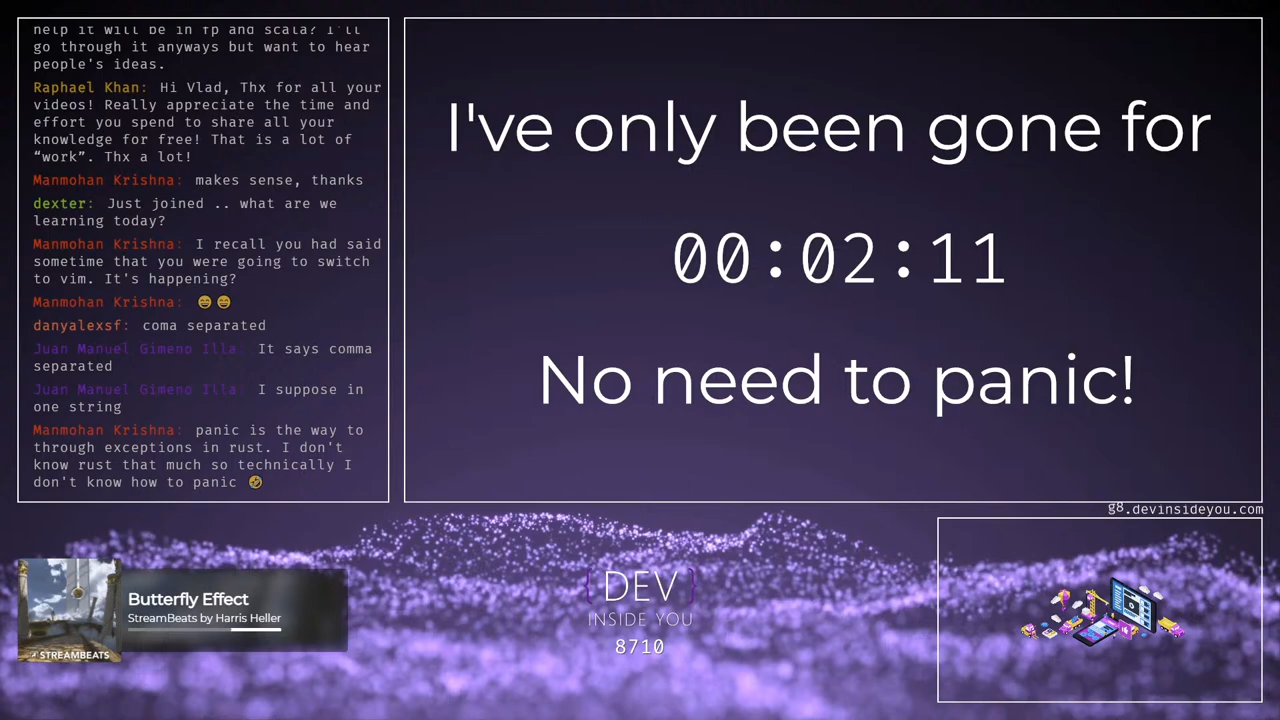 help it will be in fp and scala? I'll
go through it anyways but want to hear
people's ideas.
Raphael Khan: Hi Vlad, Thx for all your
videos! Really appreciate the time and
effort you spend to share all your
knowledge for free! That is a lot of
“work”. Thx a lot!
Manmohan Krishna: makes sense, thanks
dexter: Just joined .. what are we
learning today?
Manmohan Krishna: I recall you had said
sometime that you were going to switch
to vim. It's happening?
Manmohan Krishna: 😄😄
danyalexsf: coma separated
Juan Manuel Gimeno Illa: It says comma
separated
Juan Manuel Gimeno Illa: I suppose in
one string
Manmohan Krishna: panic is the way to
through exceptions in rust. I don't
know rust that much so technically I
don't know how to panic 🤣
I've only been gone for
00:02:11
No need to panic!
g8.devinsideyou.com
Butterfly Effect
StreamBeats by Harris Heller
STREAMBEATS
{DEV}
INSIDE YOU
8710